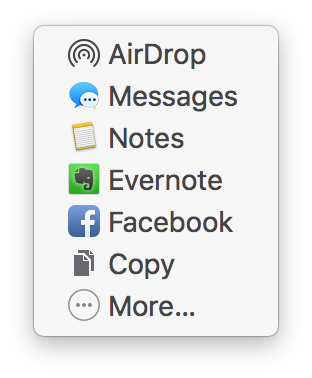 AirDrop
Messages
Notes
Evernote
Facebook
Copy
More...